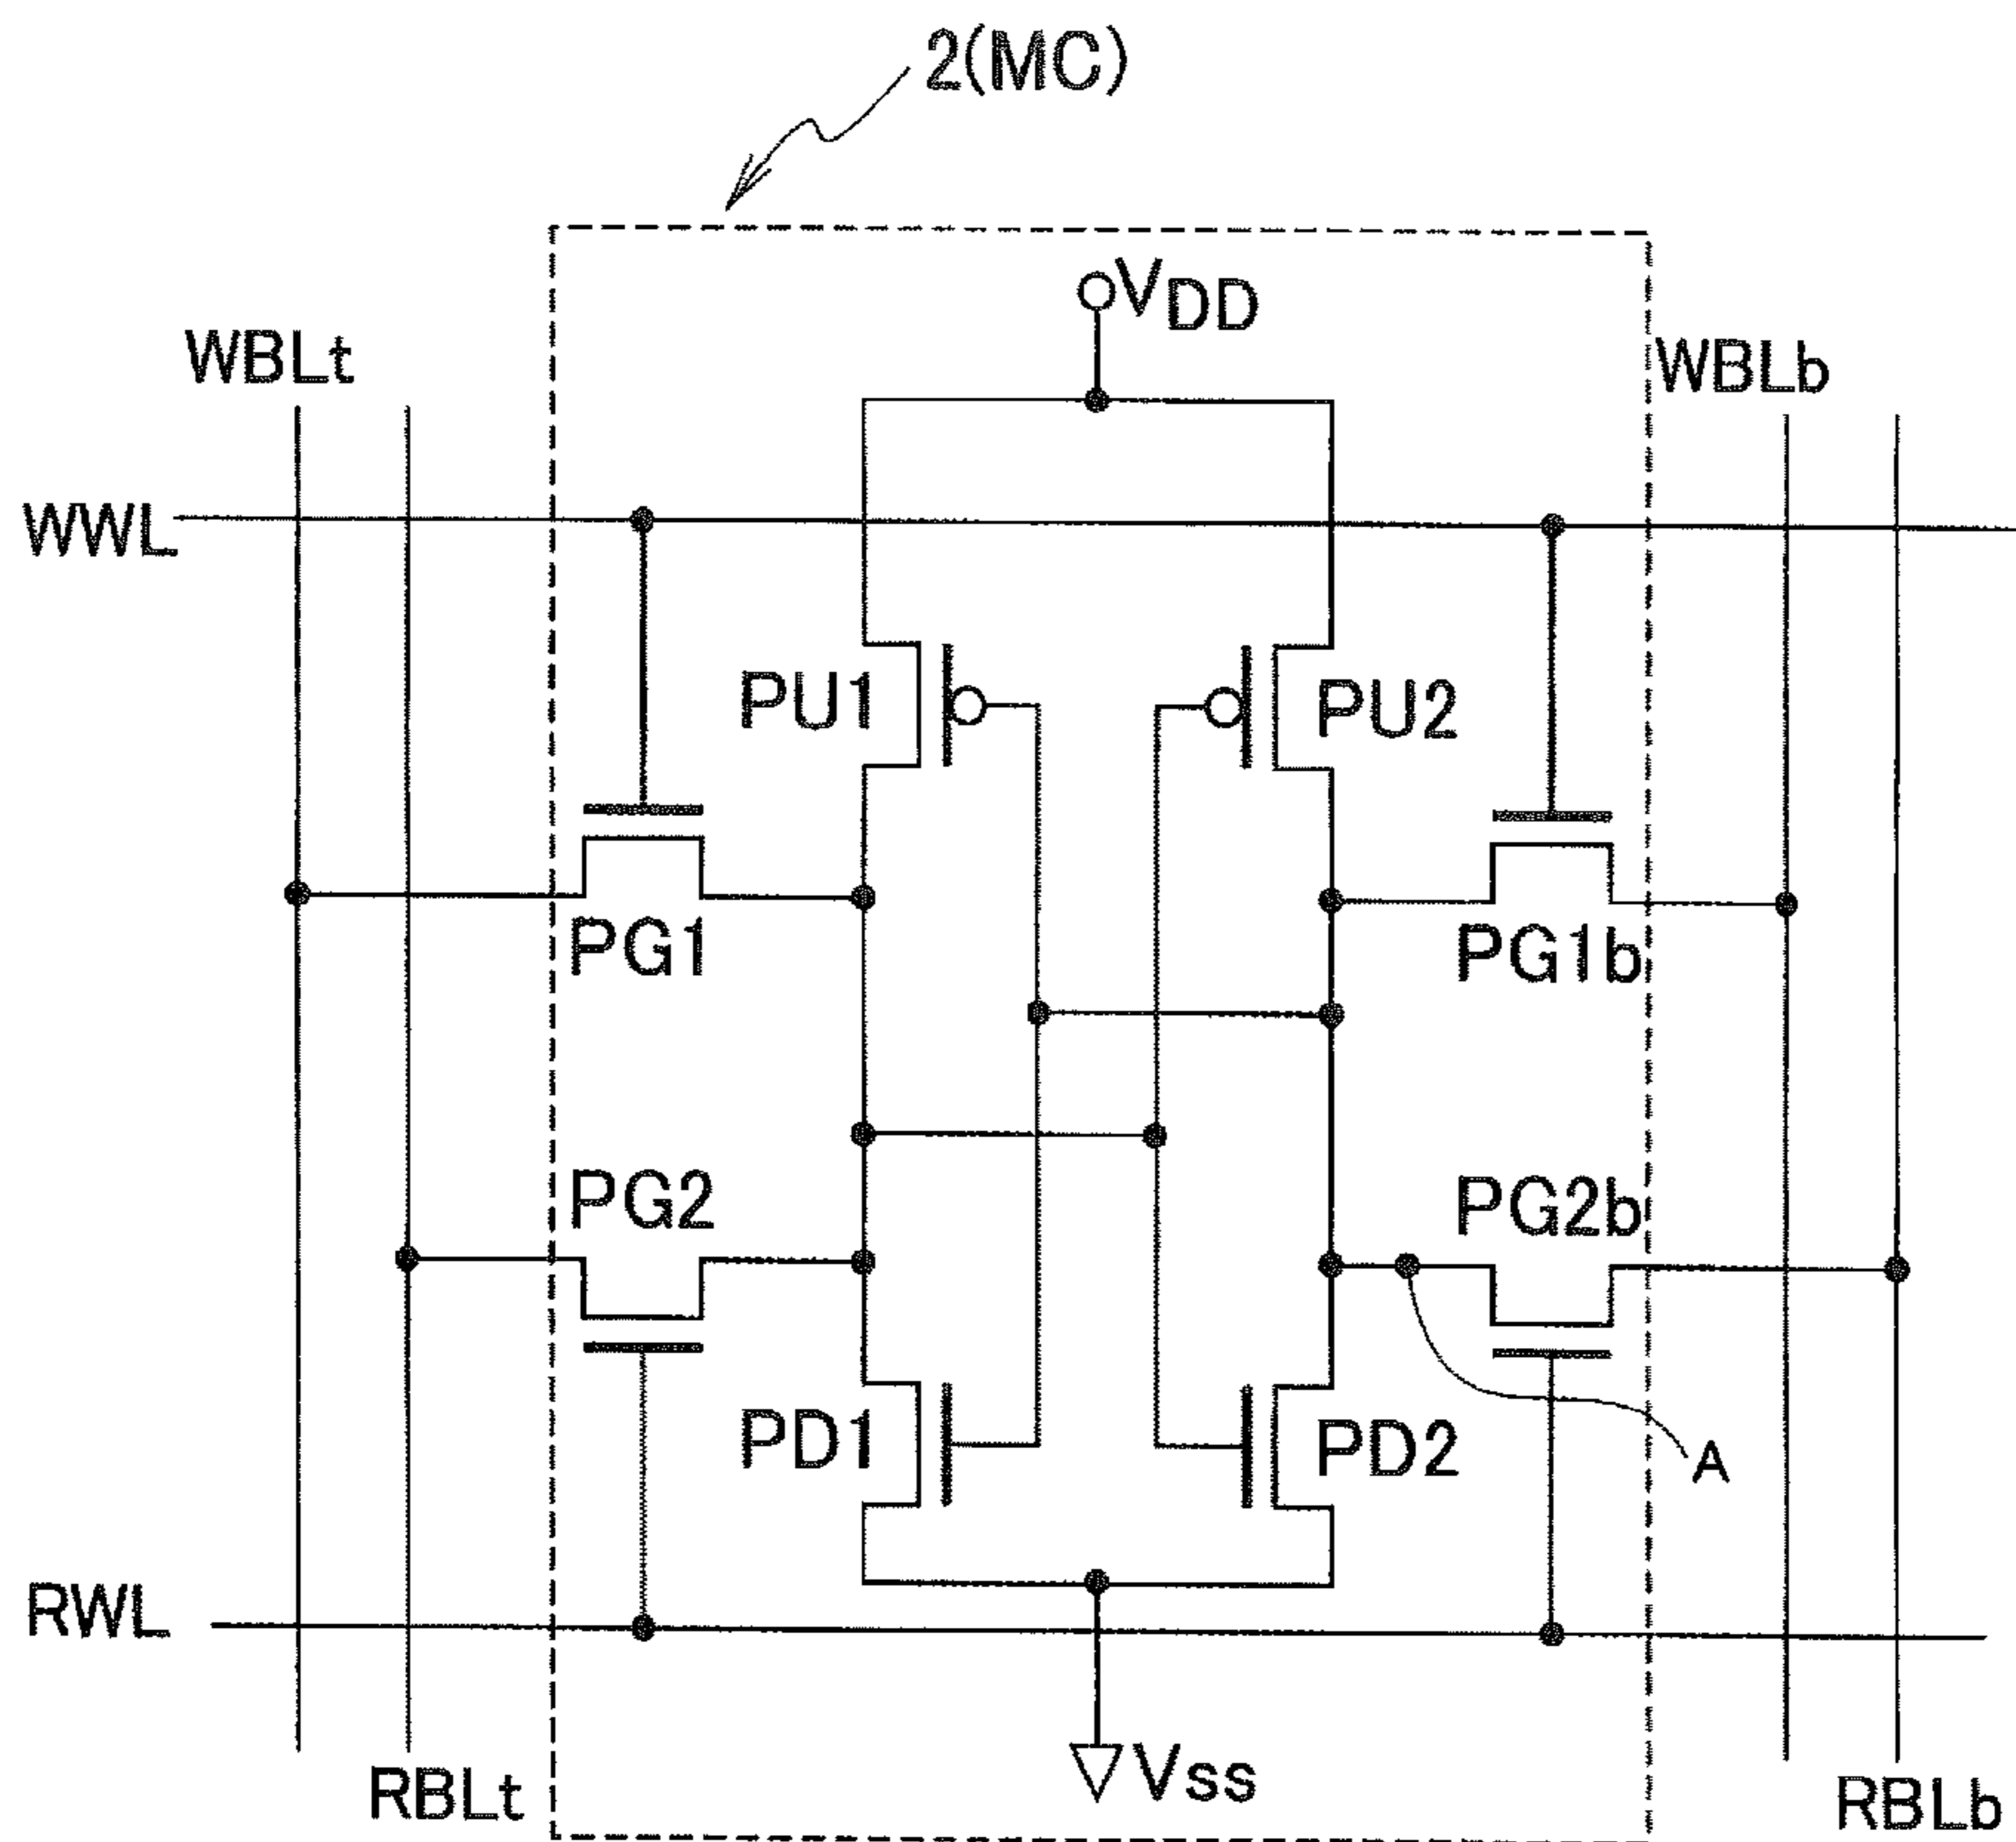 2(MC)
VDD
WBLt
WBLb
WWL
PU1
PU2
PG1
PG1b
PG2
PG2b
PD1
PD2
A
RWL
Vss
RBLt
RBLb